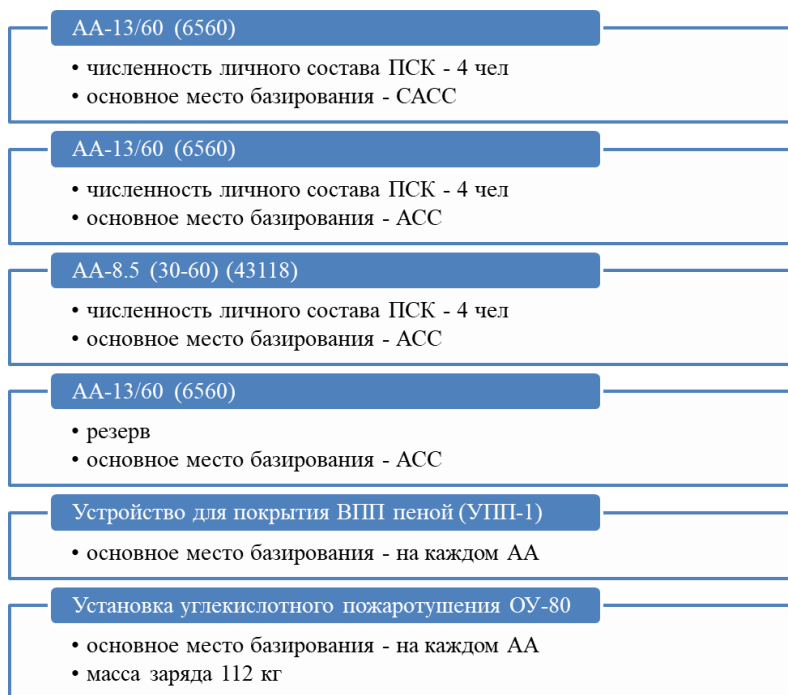 АА-13/60 (6560)
• численность личного состава ПСК - 4 чел
• основное место базирования - САСС
АА-13/60 (6560)
• численность личного состава ПСК - 4 чел
• основное место базирования - АСС
АА-8.5 (30-60) (43118)
• численность личного состава ПСК - 4 чел
• основное место базирования - АСС
АА-13/60 (6560)
• резерв
• основное место базирования - АСС
Устройство для покрытия ВПП пеной (УПП-1)
• основное место базирования - на каждом АА
Установка углекислотного пожаротушения ОУ-80
• основное место базирования - на каждом АА
• масса заряда 112 кг